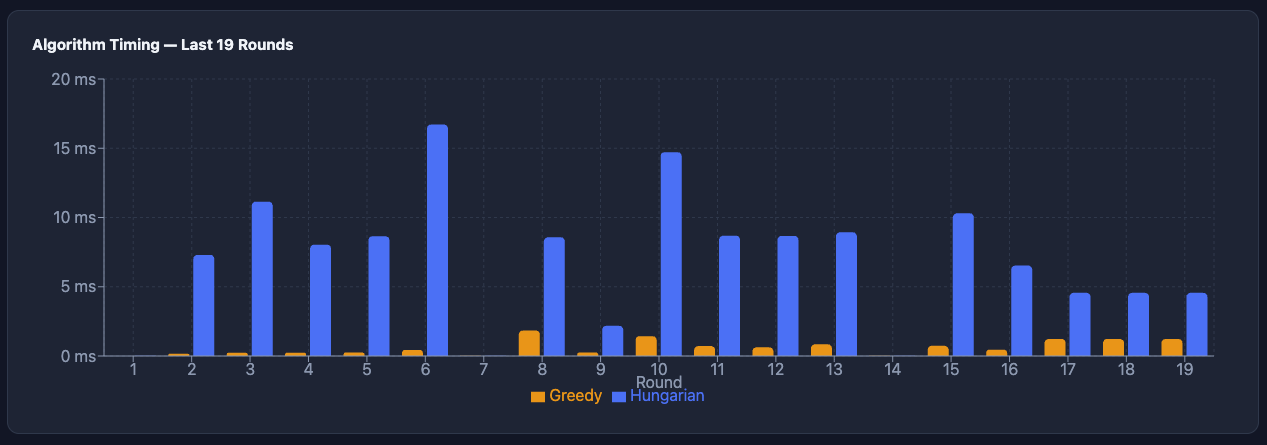 Algorithm Timing — Last 19 Rounds
20 ms
15 ms
10 ms
5 ms
0 ms
1 2 3 4 5 6 7 8 9 10 11 12 13 14 15 16 17 18 19
Round
Greedy Hungarian